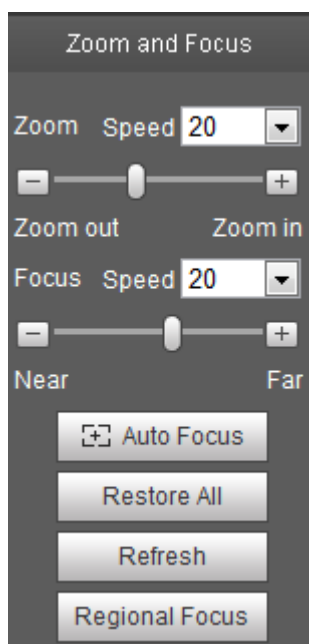 Zoom and Focus
Zoom Speed 20
Zoom out Zoom in
Focus Speed 20
Near Far
Auto Focus
Restore All
Refresh
Regional Focus